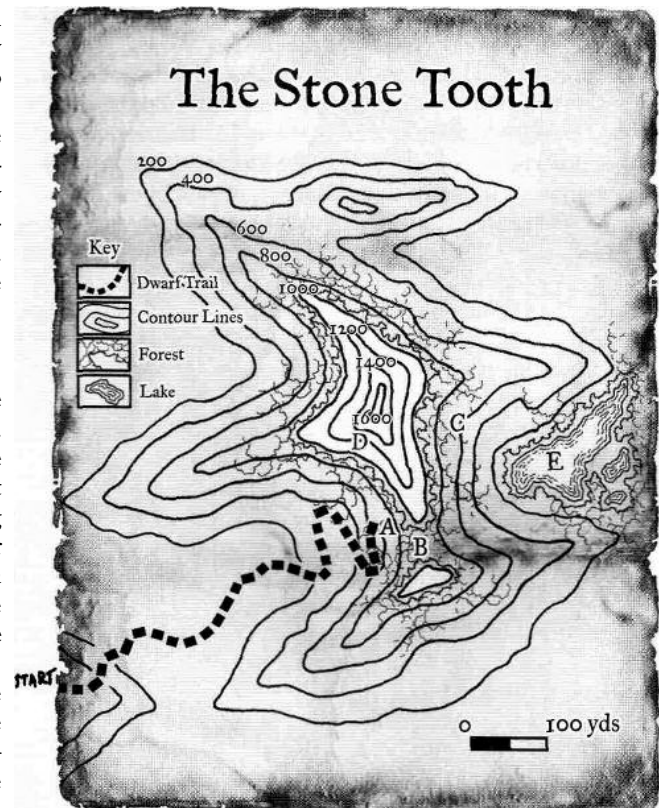 The Stone Tooth
200
400
600
800
1000
1200
1400
1600
Key
Dwarf Trail
Contour Lines
Forest
Lake
A
B
C
D
E
START
0 100 yds